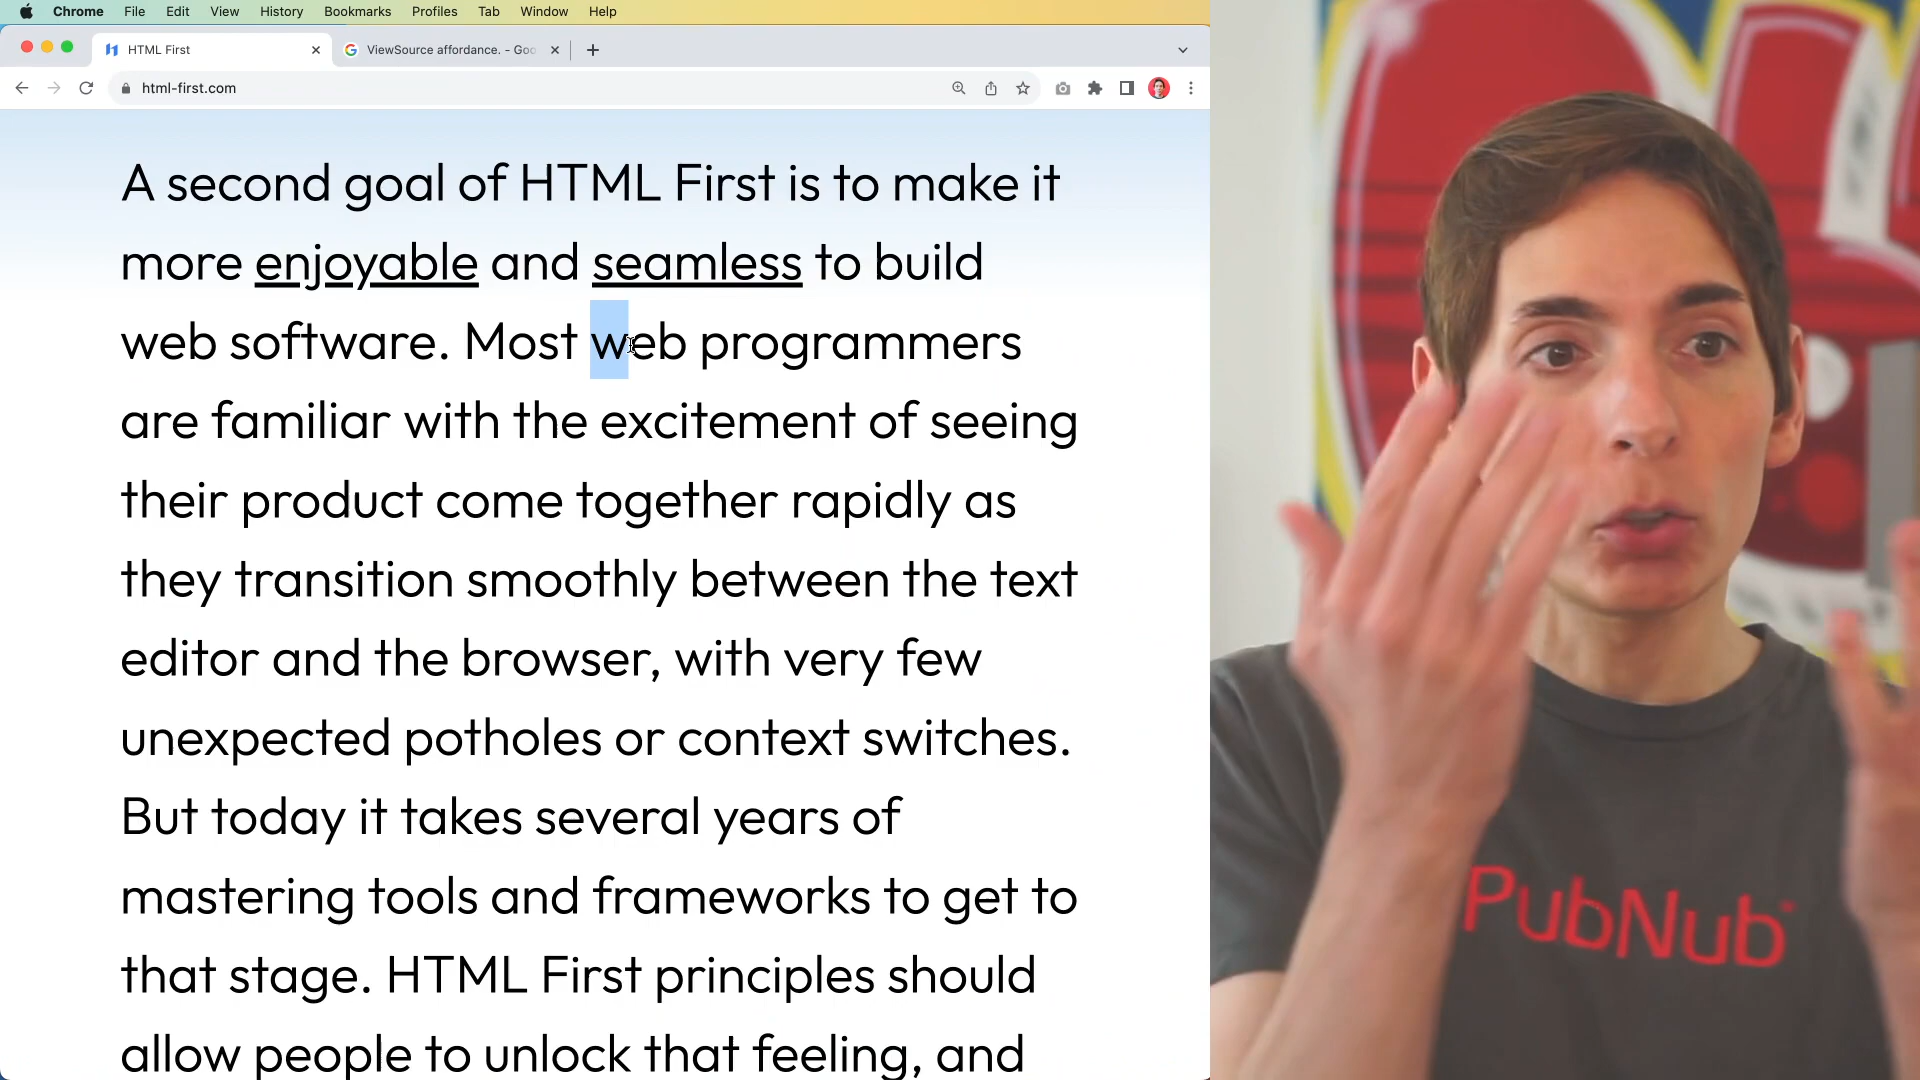 Chrome File Edit View History Bookmarks Profiles Tab Window Help
HTML First
ViewSource affordance. - Goo
html-first.com
A second goal of HTML First is to make it
more enjoyable and seamless to build
web software. Most web programmers
are familiar with the excitement of seeing
their product come together rapidly as
they transition smoothly between the text
editor and the browser, with very few
unexpected potholes or context switches.
But today it takes several years of
mastering tools and frameworks to get to
that stage. HTML First principles should
allow people to unlock that feeling, and
PubNub™